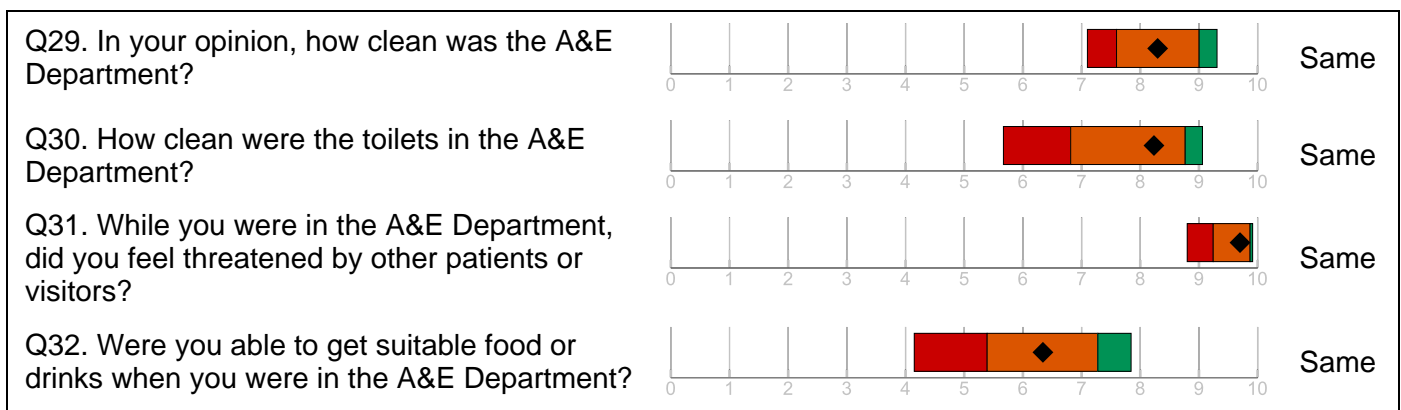 Q29. In your opinion, how clean was the A&E
Department?
0 1 2 3 4 5 6 7 8 9 10
Same
Q30. How clean were the toilets in the A&E
Department?
0 1 2 3 4 5 6 7 8 9 10
Same
Q31. While you were in the A&E Department,
did you feel threatened by other patients or
visitors?
0 1 2 3 4 5 6 7 8 9 10
Same
Q32. Were you able to get suitable food or
drinks when you were in the A&E Department?
0 1 2 3 4 5 6 7 8 9 10
Same